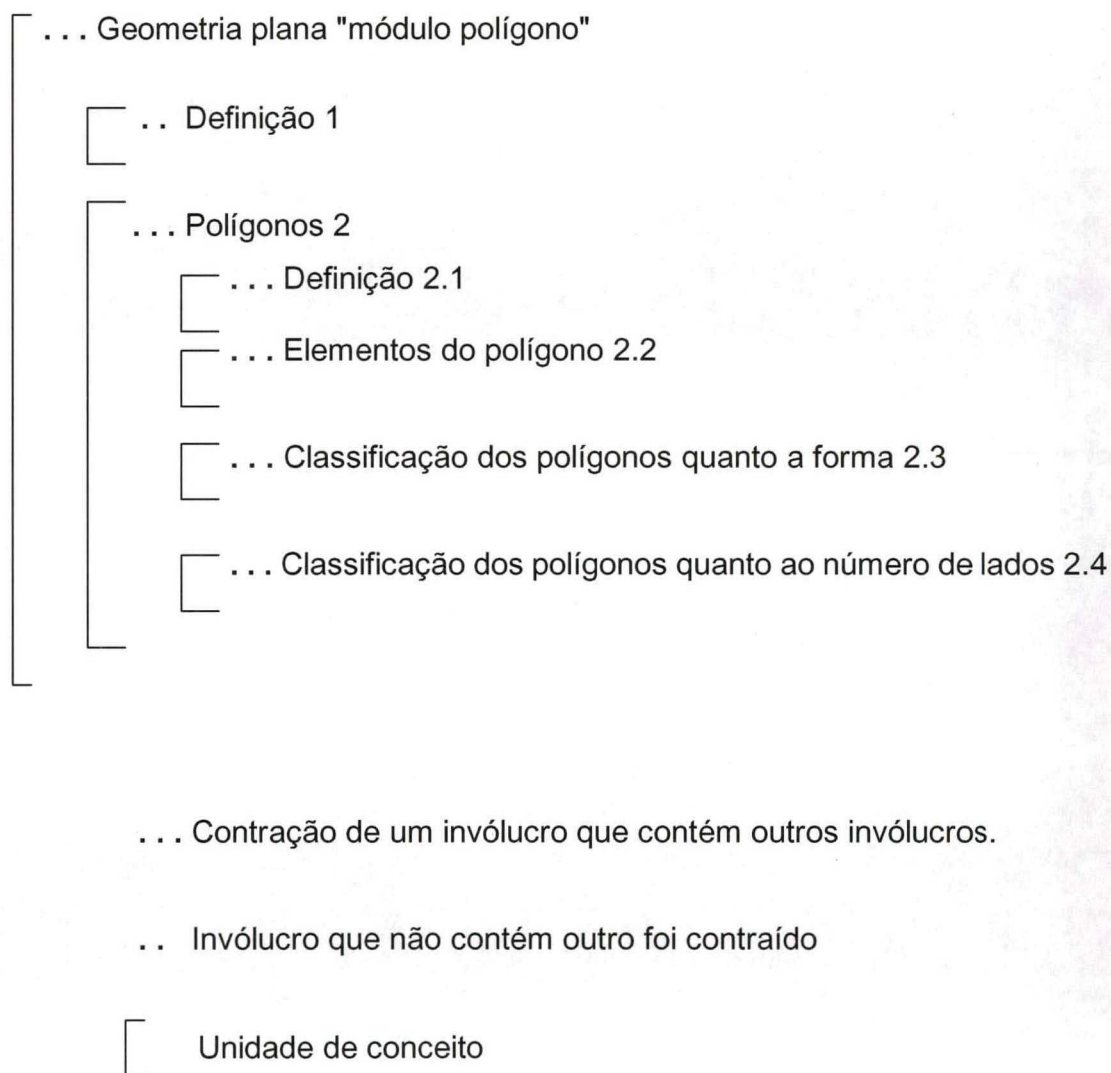 ... Geometria plana "módulo polígono"
.. Definição 1
... Polígonos 2
... Definição 2.1
... Elementos do polígono 2.2
... Classificação dos polígonos quanto a forma 2.3
... Classificação dos polígonos quanto ao número de lados 2.4
... Contração de um invólucro que contém outros invólucros.
.. Invólucro que não contém outro foi contraído
Unidade de conceito